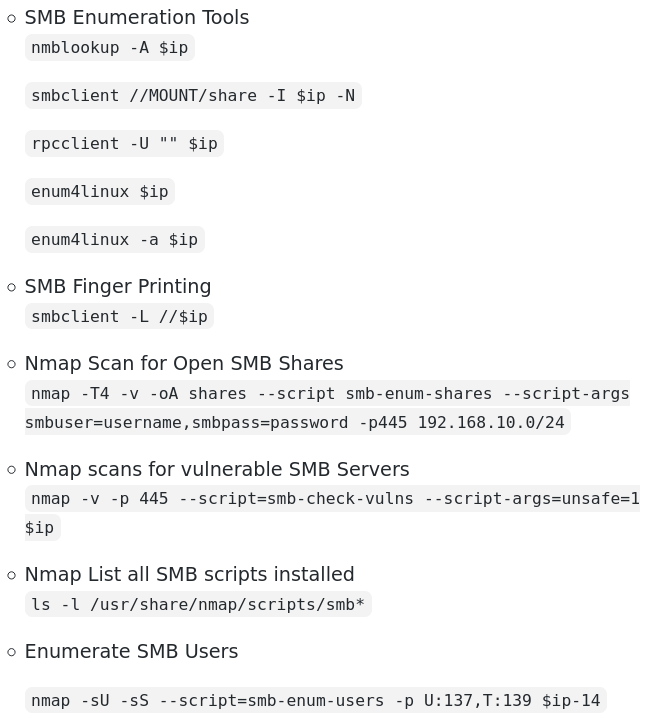 SMB Enumeration Tools
nmblookup -A $ip
smbclient //MOUNT/share -I $ip -N
rpcclient -U "" $ip
enum4linux $ip
enum4linux -a $ip
SMB Finger Printing
smbclient -L //$ip
Nmap Scan for Open SMB Shares
nmap -T4 -v -oA shares --script smb-enum-shares --script-args
smbuser=username,smbpass=password -p445 192.168.10.0/24
Nmap scans for vulnerable SMB Servers
nmap -v -p 445 --script=smb-check-vulns --script-args=unsafe=1
$ip
Nmap List all SMB scripts installed
ls -l /usr/share/nmap/scripts/smb*
Enumerate SMB Users
nmap -sU -sS --script=smb-enum-users -p U:137,T:139 $ip-14